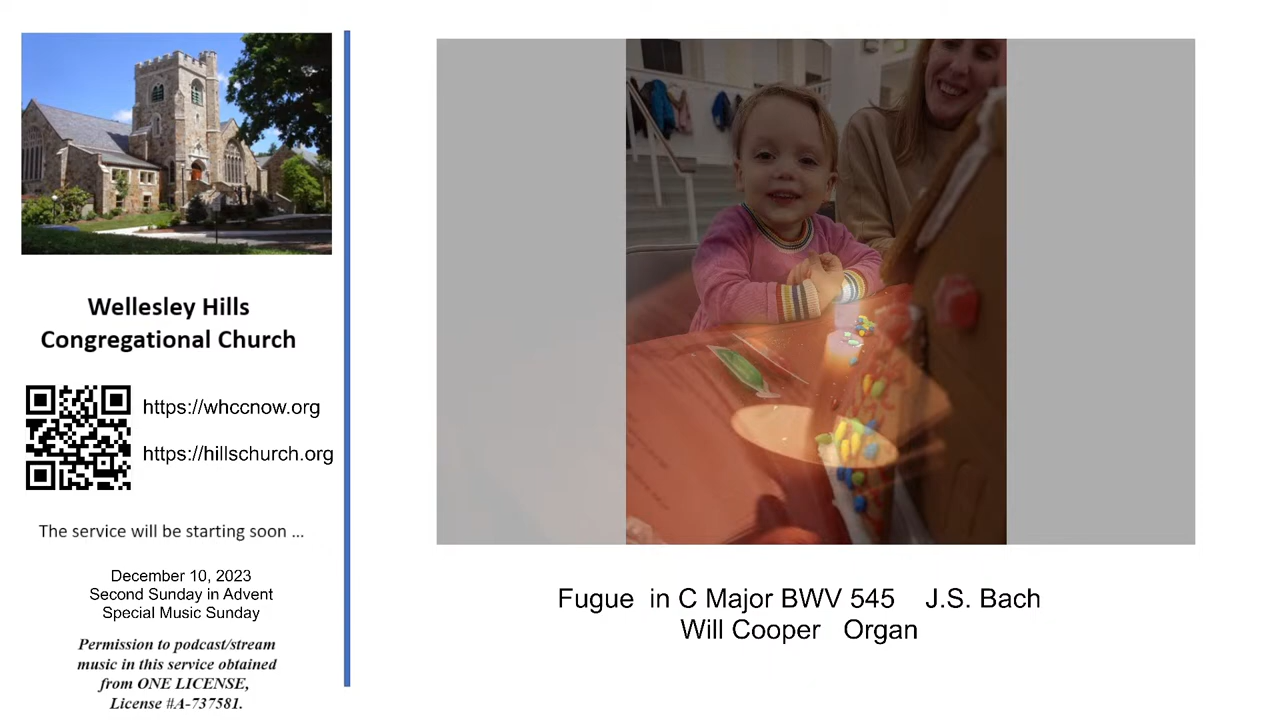 Wellesley Hills
Congregational Church
https://whccnow.org
https://hillschurch.org
The service will be starting soon ...
December 10, 2023
Second Sunday in Advent
Special Music Sunday
Permission to podcast/stream
music in this service obtained
from ONE LICENSE,
License #A-737581.
Fugue  in C Major BWV 545    J.S. Bach
Will Cooper   Organ